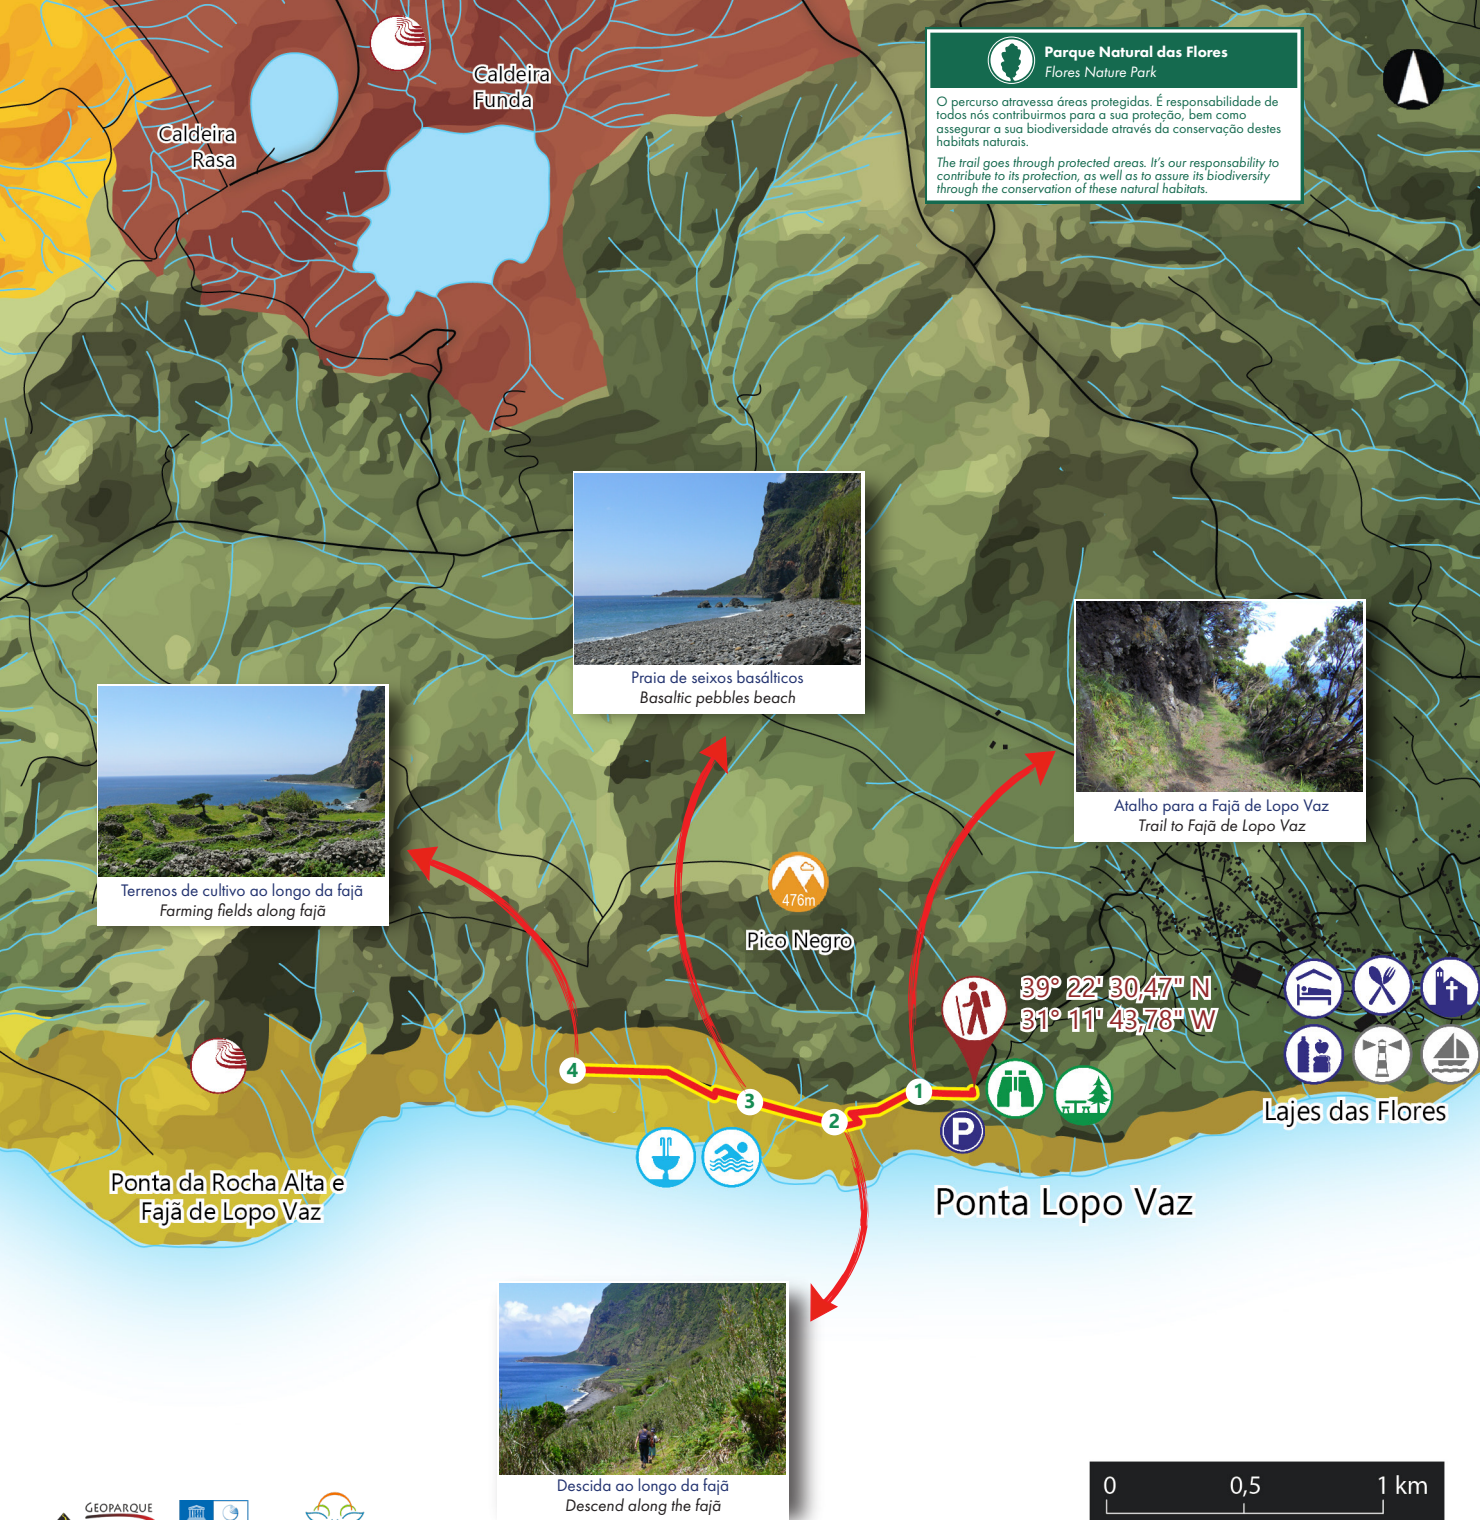 Parque Natural das Flores
Flores Nature Park
O percurso atravessa áreas protegidas. É responsabilidade de
todos nós contribuirmos para a sua proteção, bem como
assegurar a sua biodiversidade através da conservação destes
habitats naturais.
The trail goes through protected areas. It's our responsability to
contribute to its protection, as well as to assure its biodiversity
through the conservation of these natural habitats.
Caldeira
Funda
Caldeira
Rasa
Praia de seixos basálticos
Basaltic pebbles beach
Atalho para a Fajã de Lopo Vaz
Trail to Fajã de Lopo Vaz
Terrenos de cultivo ao longo da fajã
Farming fields along fajã
476m
Pico Negro
39° 22' 30,47" N
31° 11' 43,78" W
4
3
2
1
P
Lajes das Flores
Ponta da Rocha Alta e
Fajã de Lopo Vaz
Ponta Lopo Vaz
Descida ao longo da fajã
Descend along the fajã
0 0,5 1 km
GEOPARQUE